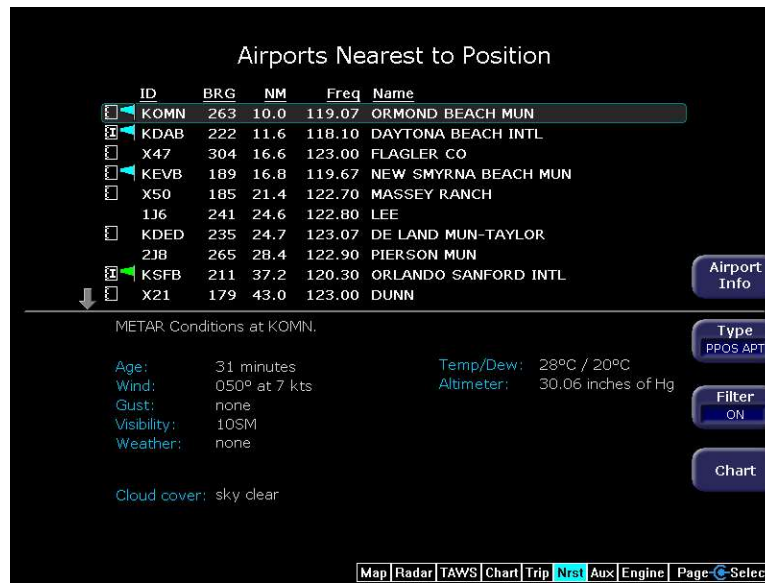 Airports Nearest to Position
ID BRG NM Freq Name
KOMN 263 10.0 119.07 ORMOND BEACH MUN
I KDAB 222 11.6 118.10 DAYTONA BEACH INTL
X47 304 16.6 123.00 FLAGLER CO
KEVB 189 16.8 119.67 NEW SMYRNA BEACH MUN
X50 185 21.4 122.70 MASSEY RANCH
1J6 241 24.6 122.80 LEE
KDED 235 24.7 123.07 DE LAND MUN-TAYLOR
2J8 265 28.4 122.90 PIERSON MUN
I KSFB 211 37.2 120.30 ORLANDO SANFORD INTL
X21 179 43.0 123.00 DUNN
Airport
Info
METAR Conditions at KOMN.
Type
PPOS APT
Age: 31 minutes Temp/Dew: 28ºC / 20ºC
Wind: 050º at 7 kts Altimeter: 30.06 inches of Hg
Gust: none
Visibility: 10SM
Weather: none
Filter
ON
Chart
Cloud cover: sky clear
Map Radar TAWS Chart Trip Nrst Aux Engine Page Selec